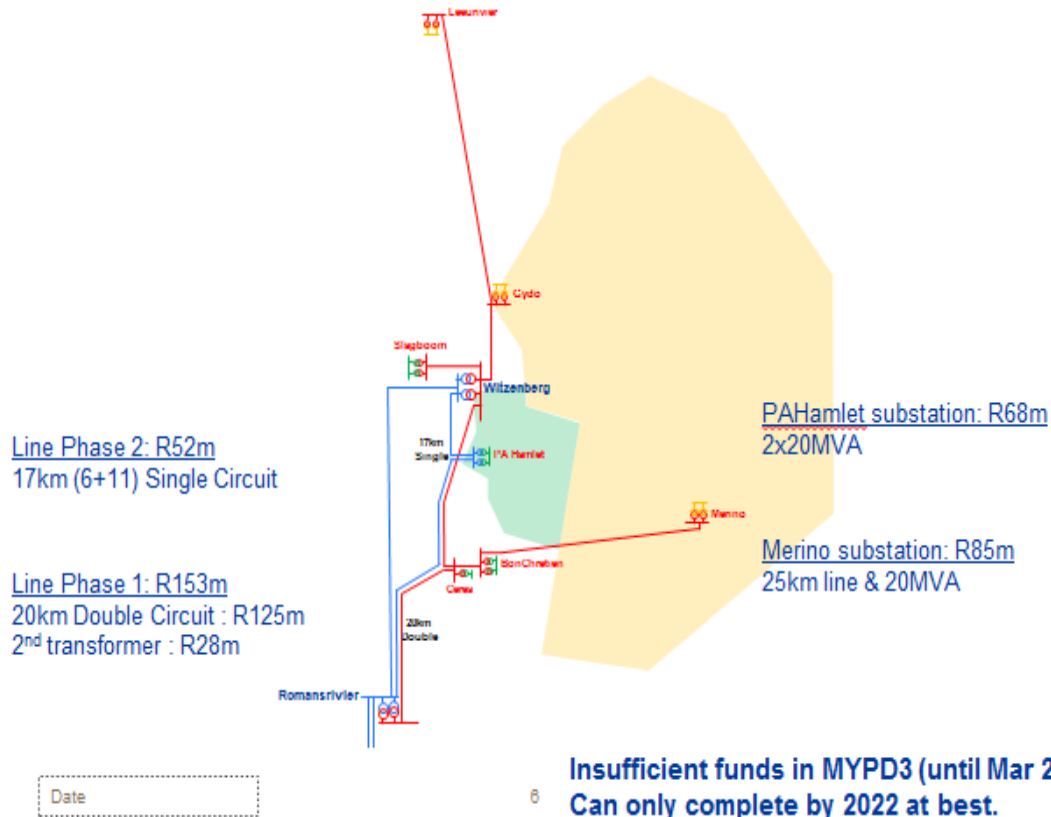 Leeunvier
Gydo
Slagboom
Witzenberg
PAHamlet substation: R68m
2x20MVA
17km
Single
PA Hamlet
Line Phase 2: R52m
17km (6+11) Single Circuit
Merino
Merino substation: R85m
25km line & 20MVA
BonChretien
Ceres
Line Phase 1: R153m
20km Double Circuit : R125m
2nd transformer : R28m
20km
Double
Romansrivier
Insufficient funds in MYPD3 (until Mar 2
Date
6
Can only complete by 2022 at best.